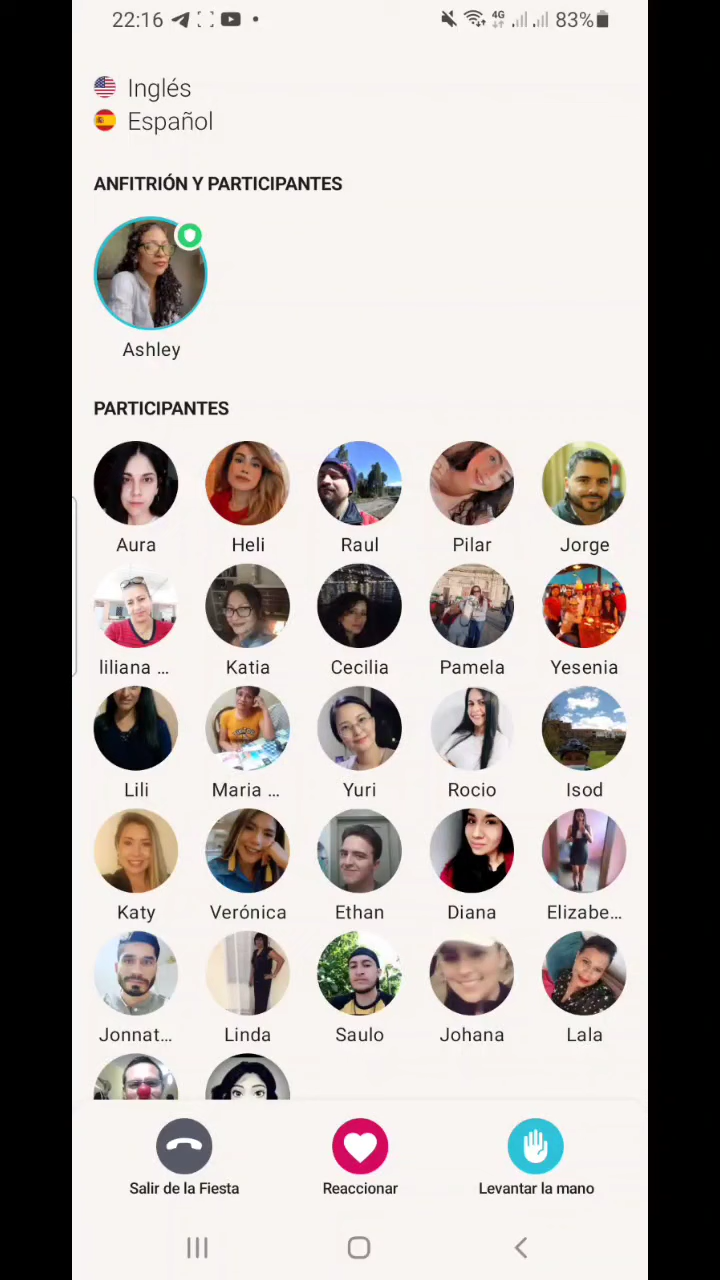 22:16 4G 83%
Inglés
Español
ANFITRIÓN Y PARTICIPANTES
Ashley
PARTICIPANTES
Aura Heli Raul Pilar Jorge
liliana ... Katia Cecilia Pamela Yesenia
Lili Maria ... Yuri Rocio Isod
Katy Verónica Ethan Diana Elizabe...
Jonnat... Linda Saulo Johana Lala
Salir de la Fiesta Reaccionar Levantar la mano